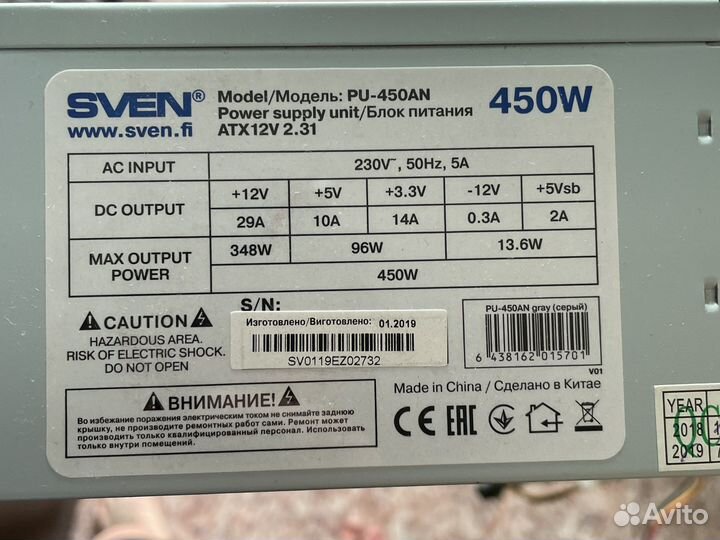 SVEN®
www.sven.fi
Model/Модель: PU-450AN
Power supply unit/Блок питания
ATX12V 2.31
450W
AC INPUT 230V~, 50Hz, 5A
DC OUTPUT +12V +5V +3.3V -12V +5Vsb
29A 10A 14A 0.3A 2A
MAX OUTPUT POWER 348W 96W 13.6W
450W
CAUTION
HAZARDOUS AREA.
RISK OF ELECTRIC SHOCK.
DO NOT OPEN
S/N:
Изготовлено/Виготовлено: 01.2019
SV0119EZ02732
PU-450AN gray (серый)
6 438162 015701
V01
ВНИМАНИЕ!
Во избежание поражения электрическим током не снимайте заднюю
крышку, не производите ремонтных работ сами. Ремонт может
производить только квалифицированный персонал. Использовать
только внутри помещений.
Made in China / Сделано в Китае
CE EAC
YEAR
2018
2019
QC
Avito